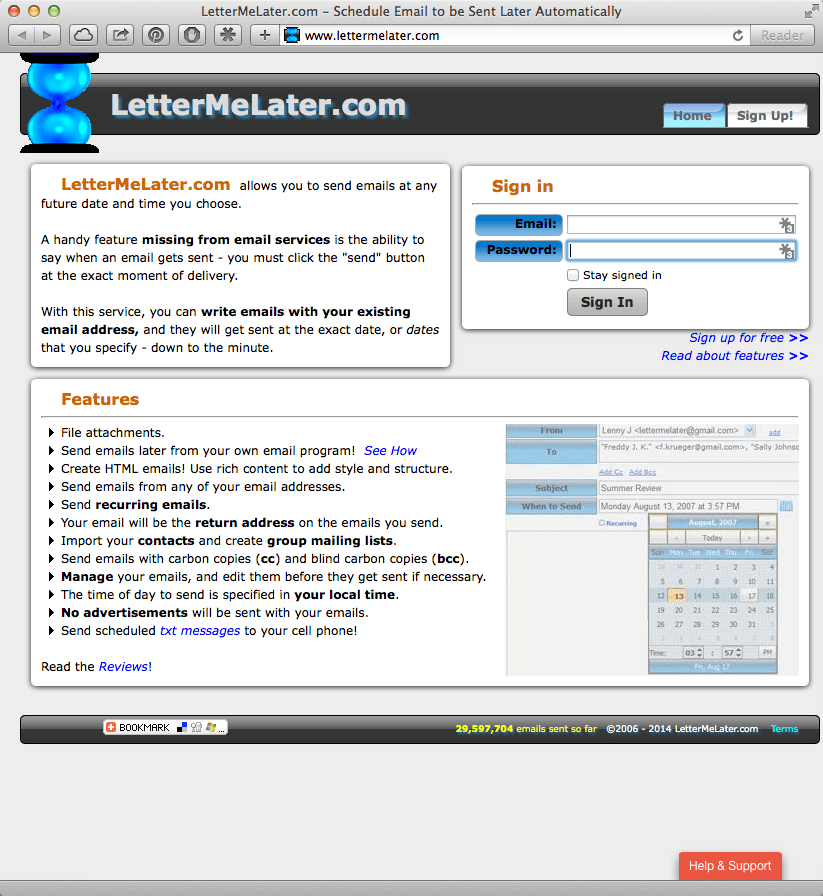 LetterMeLater.com – Schedule Email to be Sent Later Automatically
www.lettermelater.com
Reader
LetterMeLater.com
Home
Sign Up!
LetterMeLater.com allows you to send emails at any
future date and time you choose.
A handy feature missing from email services is the ability to
say when an email gets sent - you must click the "send" button
at the exact moment of delivery.
With this service, you can write emails with your existing
email address, and they will get sent at the exact date, or dates
that you specify - down to the minute.
Sign in
Email:
3
Password:
3
Stay signed in
Sign In
Sign up for free >>
Read about features >>
Features
File attachments.
Send emails later from your own email program! See How
Create HTML emails! Use rich content to add style and structure.
Send emails from any of your email addresses.
Send recurring emails.
Your email will be the return address on the emails you send.
Import your contacts and create group mailing lists.
Send emails with carbon copies (cc) and blind carbon copies (bcc).
Manage your emails, and edit them before they get sent if necessary.
The time of day to send is specified in your local time.
No advertisements will be sent with your emails.
Send scheduled txt messages to your cell phone!
Read the Reviews!
From Lenny J <lettermelater@gmail.com> add
To "Freddy J. K." <f.krueger@gmail.com>, "Sally Johnso
Add Cc Add Bcc
Subject Summer Review
When to Send Monday August 13, 2007 at 3:57 PM
Recurring
August, 2007 ×
‹ Today › »
Sun Mon Tue Wed Thu Fri Sat
29 30 31 1 2 3 4
5 6 7 8 9 10 11
12 13 14 15 16 17 18
19 20 21 22 23 24 25
26 27 28 29 30 31
Time: 03 : 57 PM
Fri, Aug 17
BOOKMARK ...
29,597,704 emails sent so far ©2006 - 2014 LetterMeLater.com Terms
Help & Support